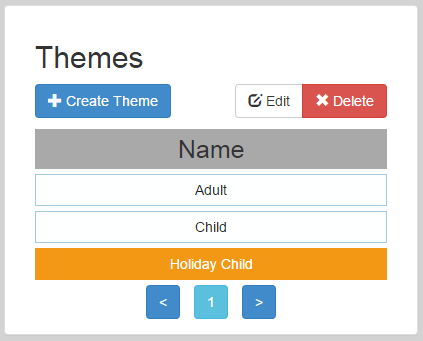 Themes
Create Theme Edit Delete
Name
Adult
Child
Holiday Child
< 1 >